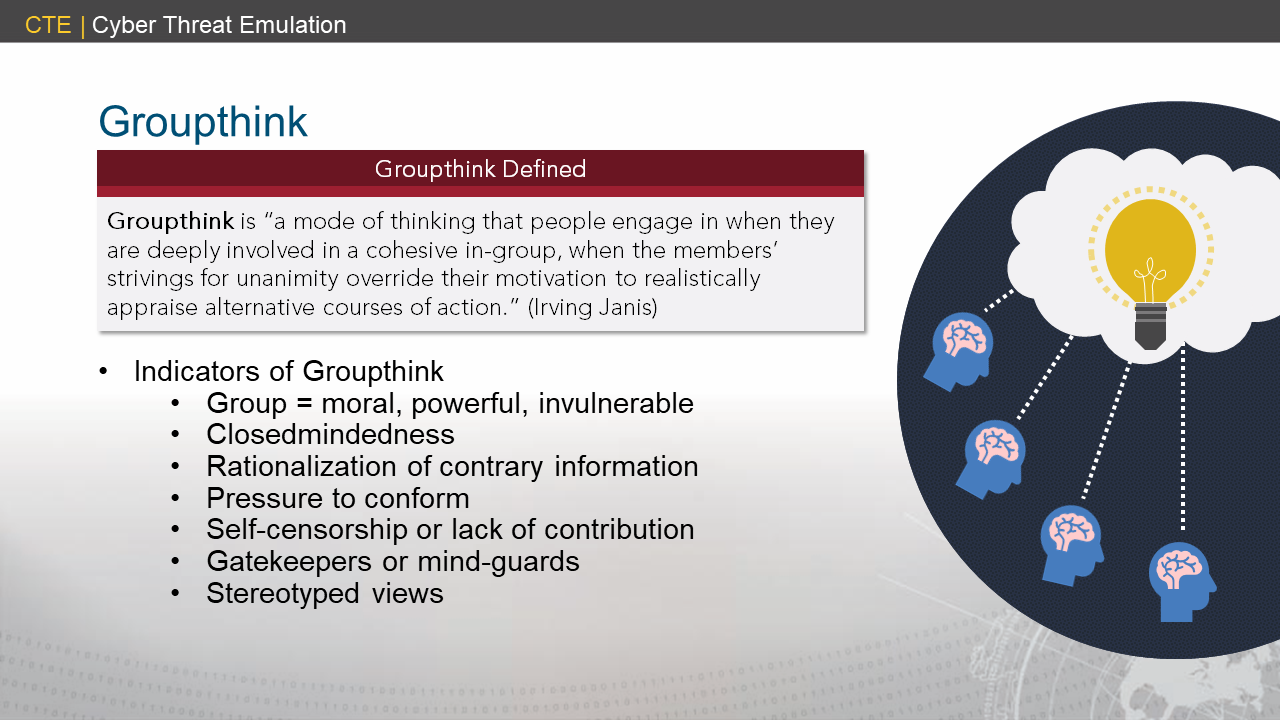 CTE | Cyber Threat Emulation
Groupthink
Groupthink Defined
Groupthink is “a mode of thinking that people engage in when they
are deeply involved in a cohesive in-group, when the members’
strivings for unanimity override their motivation to realistically
appraise alternative courses of action.” (Irving Janis)
• Indicators of Groupthink
• Group = moral, powerful, invulnerable
• Closedmindedness
• Rationalization of contrary information
• Pressure to conform
• Self-censorship or lack of contribution
• Gatekeepers or mind-guards
• Stereotyped views